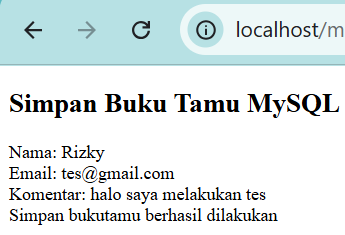 localhost/m
Simpan Buku Tamu MySQL
Nama: Rizky
Email: tes@gmail.com
Komentar: halo saya melakukan tes
Simpan bukutamu berhasil dilakukan